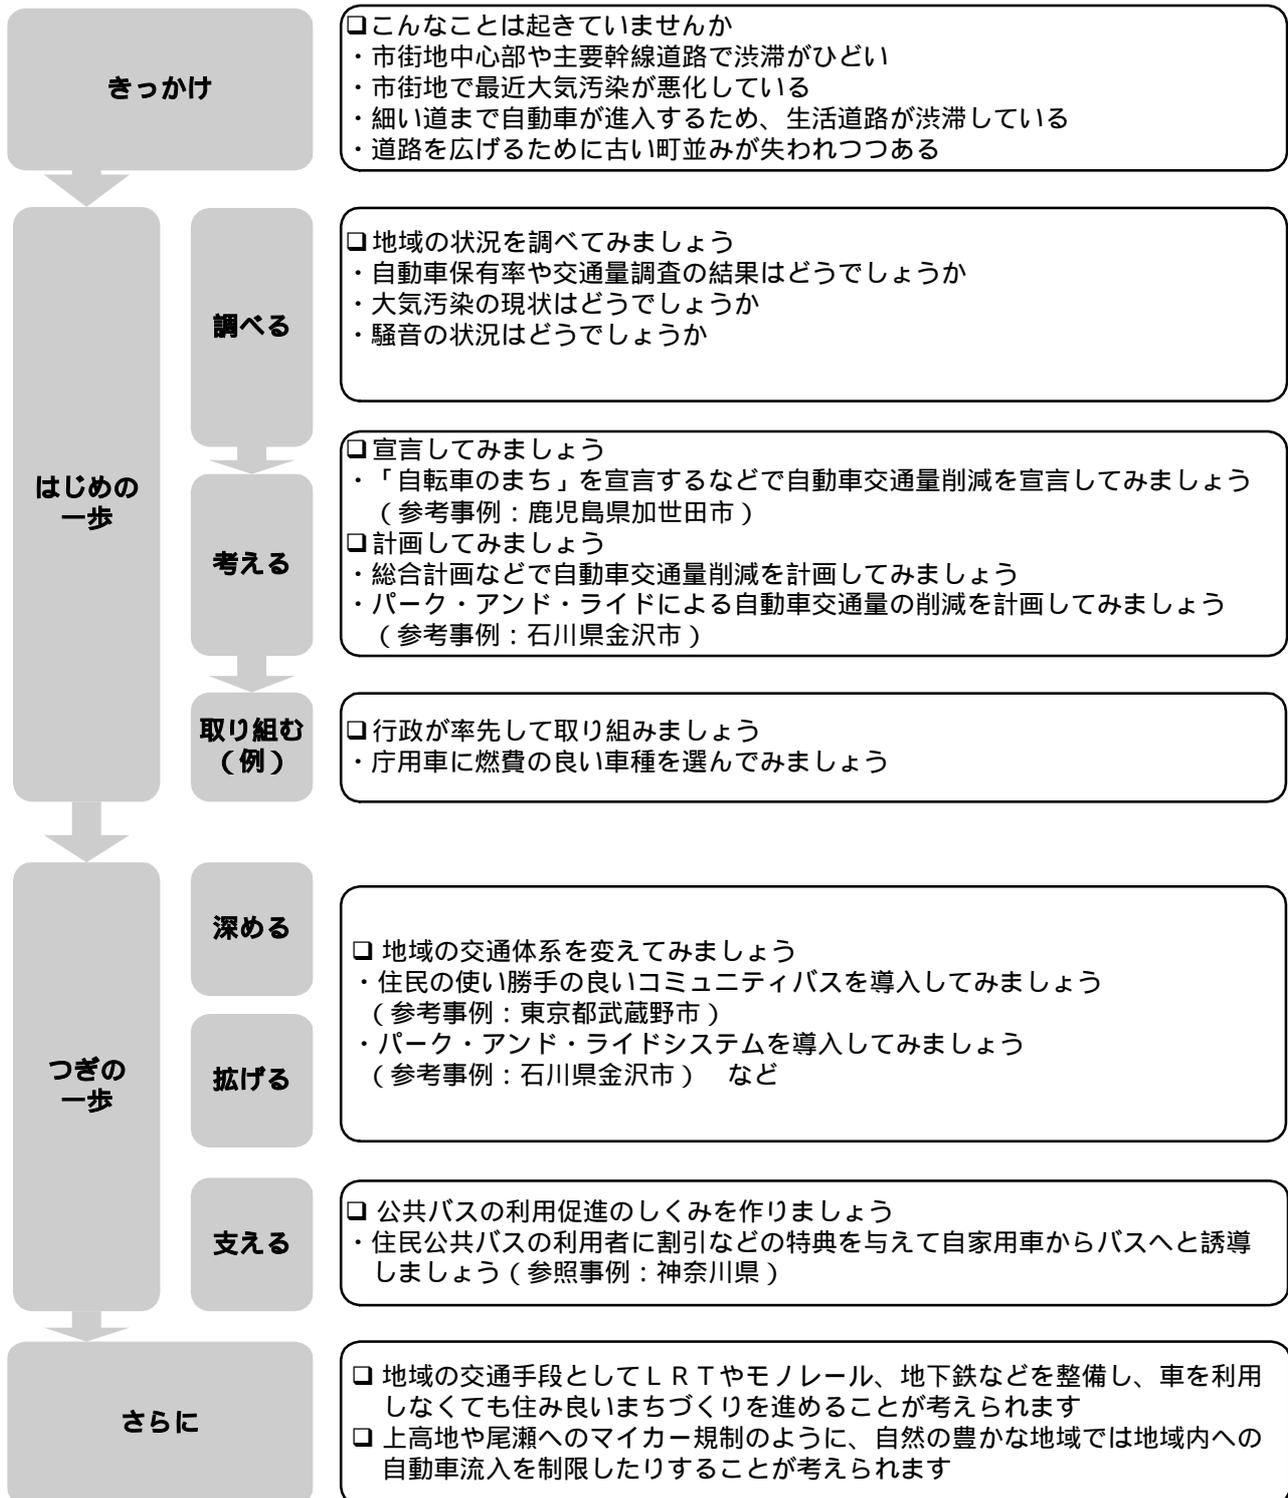 きっかけ
❑こんなことは起きていませんか
・市街地中心部や主要幹線道路で渋滞がひどい
・市街地で最近大気汚染が悪化している
・細い道まで自動車が進入するため、生活道路が渋滞している
・道路を広げるために古い町並みが失われつつある
はじめの
一歩
調べる
❑地域の状況を調べてみましょう
・自動車保有率や交通量調査の結果はどうでしょうか
・大気汚染の現状はどうでしょうか
・騒音の状況はどうでしょうか
考える
❑宣言してみましょう
・「自転車のまち」を宣言するなどで自動車交通量削減を宣言してみましょう
（参考事例：鹿児島県加世田市）
❑計画してみましょう
・総合計画などで自動車交通量削減を計画してみましょう
・パーク・アンド・ライドによる自動車交通量の削減を計画してみましょう
（参考事例：石川県金沢市）
取り組む
（例）
❑行政が率先して取り組みましょう
・庁用車に燃費の良い車種を選んでみましょう
つぎの
一歩
深める
拡げる
❑ 地域の交通体系を変えてみましょう
・住民の使い勝手の良いコミュニティバスを導入してみましょう
（参考事例：東京都武蔵野市）
・パーク・アンド・ライドシステムを導入してみましょう
（参考事例：石川県金沢市）　など
支える
❑ 公共バスの利用促進のしくみを作りましょう
・住民公共バスの利用者に割引などの特典を与えて自家用車からバスへと誘導
しましょう（参照事例：神奈川県）
さらに
❑ 地域の交通手段としてＬＲＴやモノレール、地下鉄などを整備し、車を利用
しなくても住み良いまちづくりを進めることが考えられます
❑ 上高地や尾瀬へのマイカー規制のように、自然の豊かな地域では地域内への
自動車流入を制限したりすることが考えられます